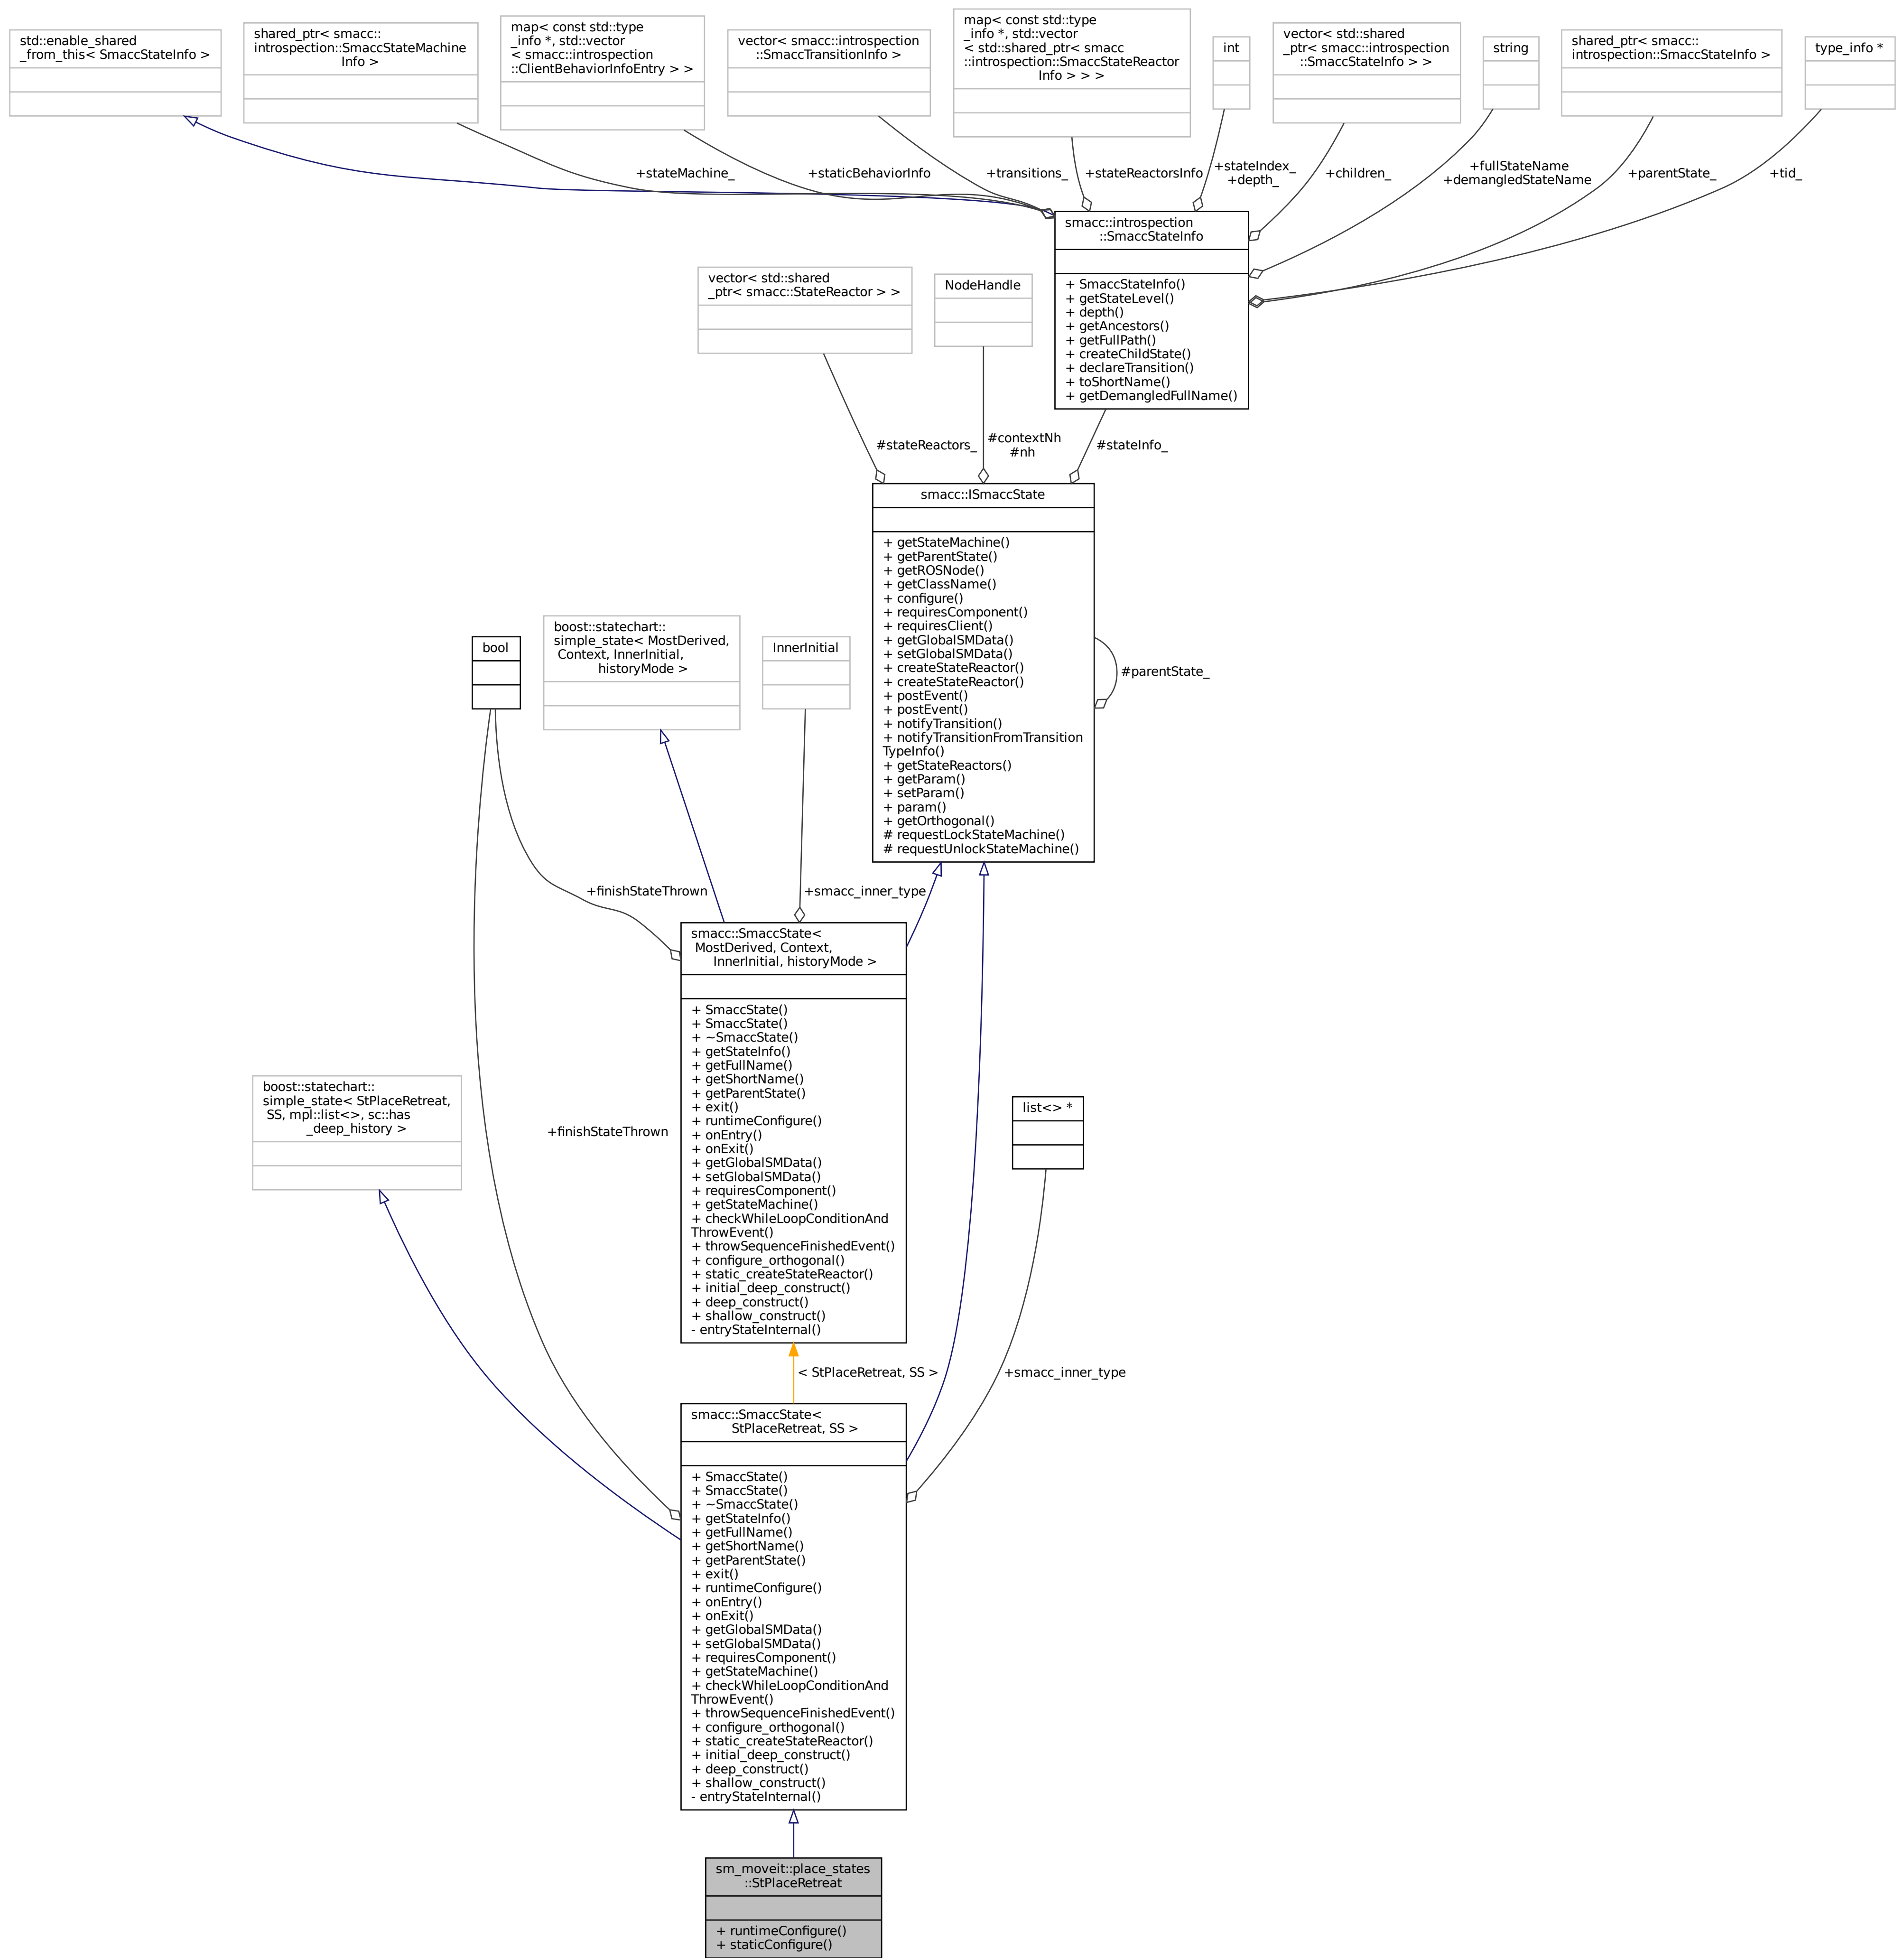 std::enable_shared
_from_this< SmaccStateInfo >
shared_ptr< smacc::
introspection::SmaccStateMachine
Info >
map< const std::type
_info *, std::vector
< smacc::introspection
::ClientBehaviorInfoEntry > >
vector< smacc::introspection
::SmaccTransitionInfo >
map< const std::type
_info *, std::vector
< std::shared_ptr< smacc
::introspection::SmaccStateReactor
Info > > >
int
vector< std::shared
_ptr< smacc::introspection
::SmaccStateInfo > >
string
shared_ptr< smacc::
introspection::SmaccStateInfo >
type_info *
+stateMachine_
+staticBehaviorInfo
+transitions_
+stateReactorsInfo
+stateIndex_
+depth_
+children_
+fullStateName
+demangledStateName
+parentState_
+tid_
smacc::introspection
::SmaccStateInfo
+ SmaccStateInfo()
+ getStateLevel()
+ depth()
+ getAncestors()
+ getFullPath()
+ createChildState()
+ declareTransition()
+ toShortName()
+ getDemangledFullName()
vector< std::shared
_ptr< smacc::StateReactor > >
NodeHandle
#stateReactors_
#contextNh
#nh
#stateInfo_
smacc::ISmaccState
+ getStateMachine()
+ getParentState()
+ getROSNode()
+ getClassName()
+ configure()
+ requiresComponent()
+ requiresClient()
+ getGlobalSMData()
+ setGlobalSMData()
+ createStateReactor()
+ createStateReactor()
+ postEvent()
+ postEvent()
+ notifyTransition()
+ notifyTransitionFromTransition
TypeInfo()
+ getStateReactors()
+ getParam()
+ setParam()
+ param()
+ getOrthogonal()
# requestLockStateMachine()
# requestUnlockStateMachine()
#parentState_
bool
boost::statechart::
simple_state< MostDerived,
Context, InnerInitial,
historyMode >
InnerInitial
+finishStateThrown
+smacc_inner_type
smacc::SmaccState<
MostDerived, Context,
InnerInitial, historyMode >
+ SmaccState()
+ SmaccState()
+ ~SmaccState()
+ getStateInfo()
+ getFullName()
+ getShortName()
+ getParentState()
+ exit()
+ runtimeConfigure()
+ onEntry()
+ onExit()
+ getGlobalSMData()
+ setGlobalSMData()
+ requiresComponent()
+ getStateMachine()
+ checkWhileLoopConditionAnd
ThrowEvent()
+ throwSequenceFinishedEvent()
+ configure_orthogonal()
+ static_createStateReactor()
+ initial_deep_construct()
+ deep_construct()
+ shallow_construct()
- entryStateInternal()
boost::statechart::
simple_state< StPlaceRetreat,
SS, mpl::list<>, sc::has
_deep_history >
+finishStateThrown
list<> *
< StPlaceRetreat, SS >
+smacc_inner_type
smacc::SmaccState<
StPlaceRetreat, SS >
+ SmaccState()
+ SmaccState()
+ ~SmaccState()
+ getStateInfo()
+ getFullName()
+ getShortName()
+ getParentState()
+ exit()
+ runtimeConfigure()
+ onEntry()
+ onExit()
+ getGlobalSMData()
+ setGlobalSMData()
+ requiresComponent()
+ getStateMachine()
+ checkWhileLoopConditionAnd
ThrowEvent()
+ throwSequenceFinishedEvent()
+ configure_orthogonal()
+ static_createStateReactor()
+ initial_deep_construct()
+ deep_construct()
+ shallow_construct()
- entryStateInternal()
sm_moveit::place_states
::StPlaceRetreat
+ runtimeConfigure()
+ staticConfigure()